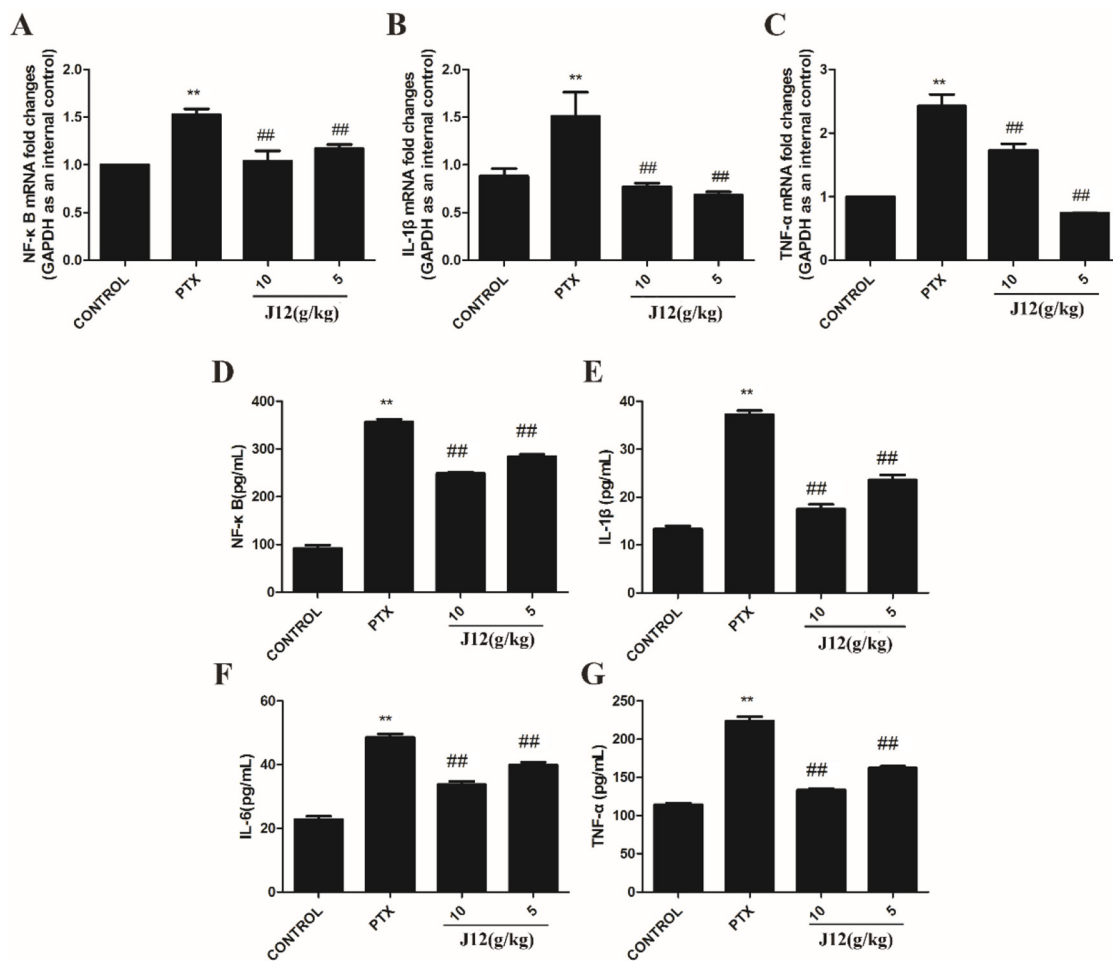 A
NF-κ B mRNA fold changes
(GAPDH as an internal control)
2.0
1.5
1.0
0.5
0.0
**
##
##
CONTROL
PTX
10
5
J12(g/kg)
B
IL-1β mRNA fold changes
(GAPDH as an internal control)
2.0
1.5
1.0
0.5
0.0
**
##
##
CONTROL
PTX
10
5
J12(g/kg)
C
TNF-α mRNA fold changes
(GAPDH as an internal control)
3
2
1
0
**
##
##
CONTROL
PTX
10
5
J12(g/kg)
D
NF-κ B(pg/mL)
400
300
200
100
0
**
##
##
CONTROL
PTX
10
5
J12(g/kg)
E
IL-1β (pg/mL)
40
30
20
10
0
**
##
##
CONTROL
PTX
10
5
J12(g/kg)
F
IL-6(pg/mL)
60
40
20
0
**
##
##
CONTROL
PTX
10
5
J12(g/kg)
G
TNF-α (pg/mL)
250
200
150
100
50
0
**
##
##
CONTROL
PTX
10
5
J12(g/kg)